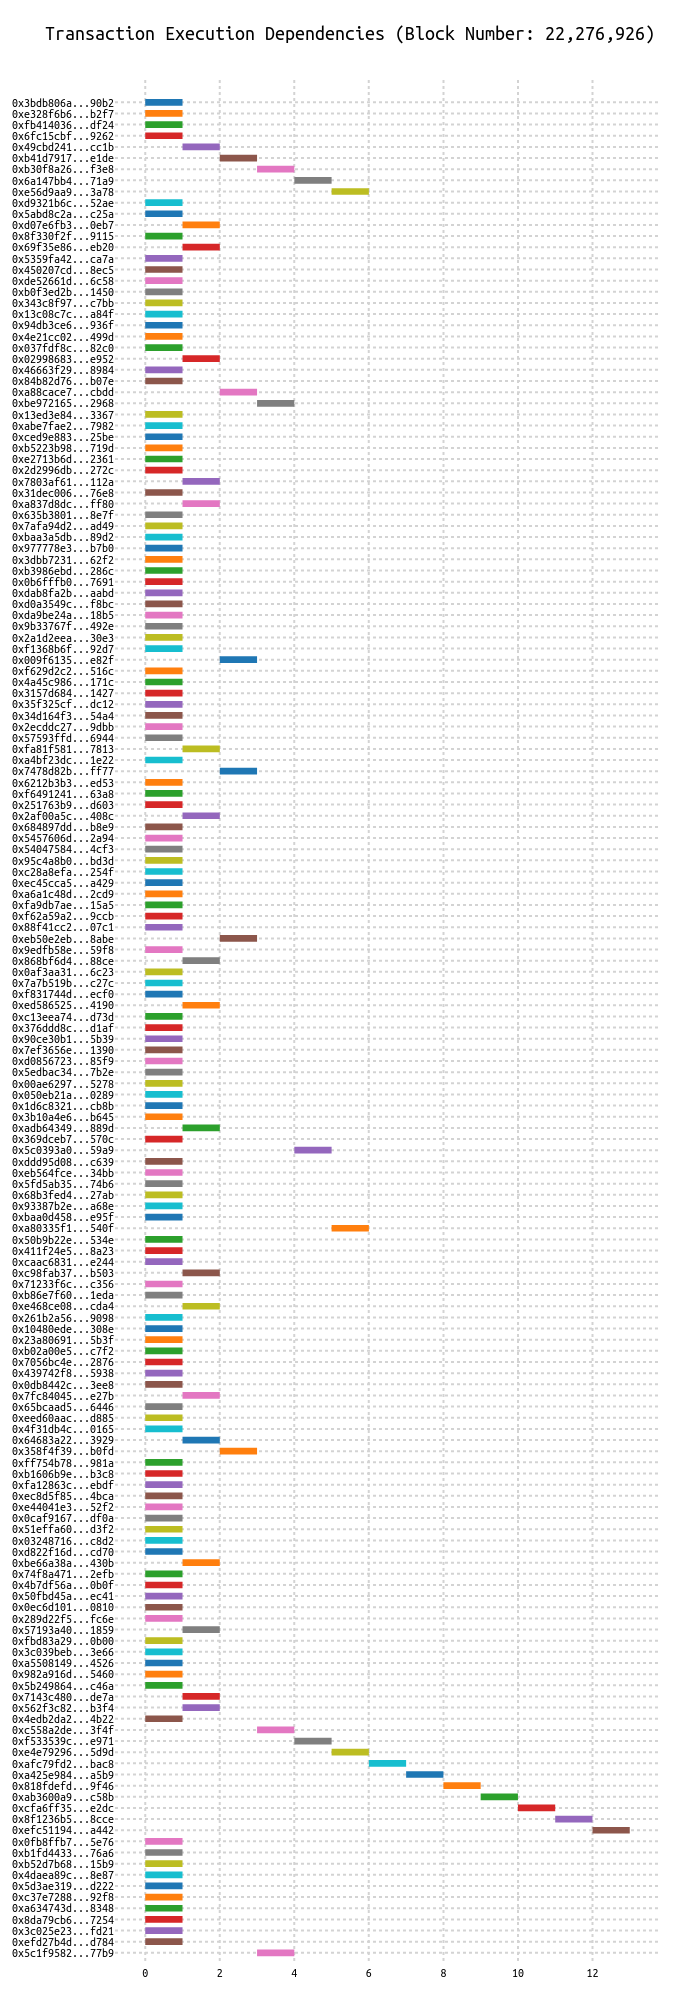 Transaction Execution Dependencies (Block Number: 22,276,926)
0x3bdb806a...90b2
0xe328f6b6...b2f7
0xfb414036...df24
0x6fc15cbf...9262
0x49cbd241...cc1b
0xb41d7917...e1de
0xb30f8a26...f3e8
0x6a147bb4...71a9
0xe56d9aa9...3a78
0xd9321b6c...52ae
0x5abd8c2a...c25a
0xd07e6fb3...0eb7
0x8f330f2f...9115
0x69f35e86...eb20
0x5359fa42...ca7a
0x450207cd...8ec5
0xde52661d...6c58
0xb0f3ed2b...1450
0x343c8f97...c7bb
0x13c08c7c...a84f
0x94db3ce6...936f
0x4e21cc02...499d
0x037fdf8c...82c0
0x02998683...e952
0x46663f29...8984
0x84b82d76...b07e
0xa88cace7...cbdd
0xbe972165...2968
0x13ed3e84...3367
0xabe7fae2...7982
0xced9e883...25be
0xb5223b98...719d
0xe2713b6d...2361
0x2d2996db...272c
0x7803af61...112a
0x31dec006...76e8
0xa837d8dc...ff80
0x635b3801...8e7f
0x7afa94d2...ad49
0xbaa3a5db...89d2
0x977778e3...b7b0
0x3dbb7231...62f2
0xb3986ebd...286c
0x0b6fffb0...7691
0xdab8fa2b...aabd
0xd0a3549c...f8bc
0xda9be24a...18b5
0x9b33767f...492e
0x2a1d2eea...30e3
0xf1368b6f...92d7
0x009f6135...e82f
0xf629d2c2...516c
0x4a45c986...171c
0x3157d684...1427
0x35f325cf...dc12
0x34d164f3...54a4
0x2ecddc27...9dbb
0x57593ffd...6944
0xfa81f581...7813
0xa4bf23dc...1e22
0x7478d82b...ff77
0x6212b3b3...ed53
0xf6491241...63a8
0x251763b9...d603
0x2af00a5c...408c
0x684897dd...b8e9
0x5457606d...2a94
0x54047584...4cf3
0x95c4a8b0...bd3d
0xc28a8efa...254f
0xec45cca5...a429
0xa6a1c48d...2cd9
0xfa9db7ae...15a5
0xf62a59a2...9ccb
0x88f41cc2...07c1
0xeb50e2eb...8abe
0x9edfb58e...59f8
0x868bf6d4...88ce
0x0af3aa31...6c23
0x7a7b519b...c27c
0xf831744d...ecf0
0xed586525...4190
0xc13eea74...d73d
0x376ddd8c...d1af
0x90ce30b1...5b39
0x7ef3656e...1390
0xd0856723...85f9
0x5edbac34...7b2e
0x00ae6297...5278
0x050eb21a...0289
0x1d6c8321...cb8b
0x3b10a4e6...b645
0xadb64349...889d
0x369dceb7...570c
0x5c0393a0...59a9
0xddd95d08...c639
0xeb564fce...34bb
0x5fd5ab35...74b6
0x68b3fed4...27ab
0x93387b2e...a68e
0xbaa0d458...e95f
0xa80335f1...540f
0x50b9b22e...534e
0x411f24e5...8a23
0xcaac6831...e244
0xc98fab37...b503
0x71233f6c...c356
0xb86e7f60...1eda
0xe468ce08...cda4
0x261b2a56...9098
0x10480ede...308e
0x23a80691...5b3f
0xb02a00e5...c7f2
0x7056bc4e...2876
0x439742f8...5938
0x0db8442c...3ee8
0x7fc84045...e27b
0x65bcaad5...6446
0xeed60aac...d885
0x4f31db4c...0165
0x64683a22...3929
0x358f4f39...b0fd
0xff754b78...981a
0xb1606b9e...b3c8
0xfa12863c...ebdf
0xec8d5f85...4bca
0xe44041e3...52f2
0x0caf9167...df0a
0x51effa60...d3f2
0x03248716...c8d2
0xd822f16d...cd70
0xbe66a38a...430b
0x74f8a471...2efb
0x4b7df56a...0b0f
0x50fbd45a...ec41
0x0ec6d101...0810
0x289d22f5...fc6e
0x57193a40...1859
0xfbd83a29...0b00
0x3c039beb...3e66
0xa5508149...4526
0x982a916d...5460
0x5b249864...c46a
0x7143c480...de7a
0x562f3c82...b3f4
0x4edb2da2...4b22
0xc558a2de...3f4f
0xf533539c...e971
0xe4e79296...5d9d
0xafc79fd2...bac8
0xa425e984...a5b9
0x818fdefd...9f46
0xab3600a9...c58b
0xcfa6ff35...e2dc
0x8f1236b5...8cce
0xefc51194...a442
0x0fb8ffb7...5e76
0xb1fd4433...76a6
0xb52d7b68...15b9
0x4daea89c...8e87
0x5d3ae319...d222
0xc37e7288...92f8
0xa634743d...8348
0x8da79cb6...7254
0x3c025e23...fd21
0xefd27b4d...d784
0x5c1f9582...77b9
0 2 4 6 8 10 12